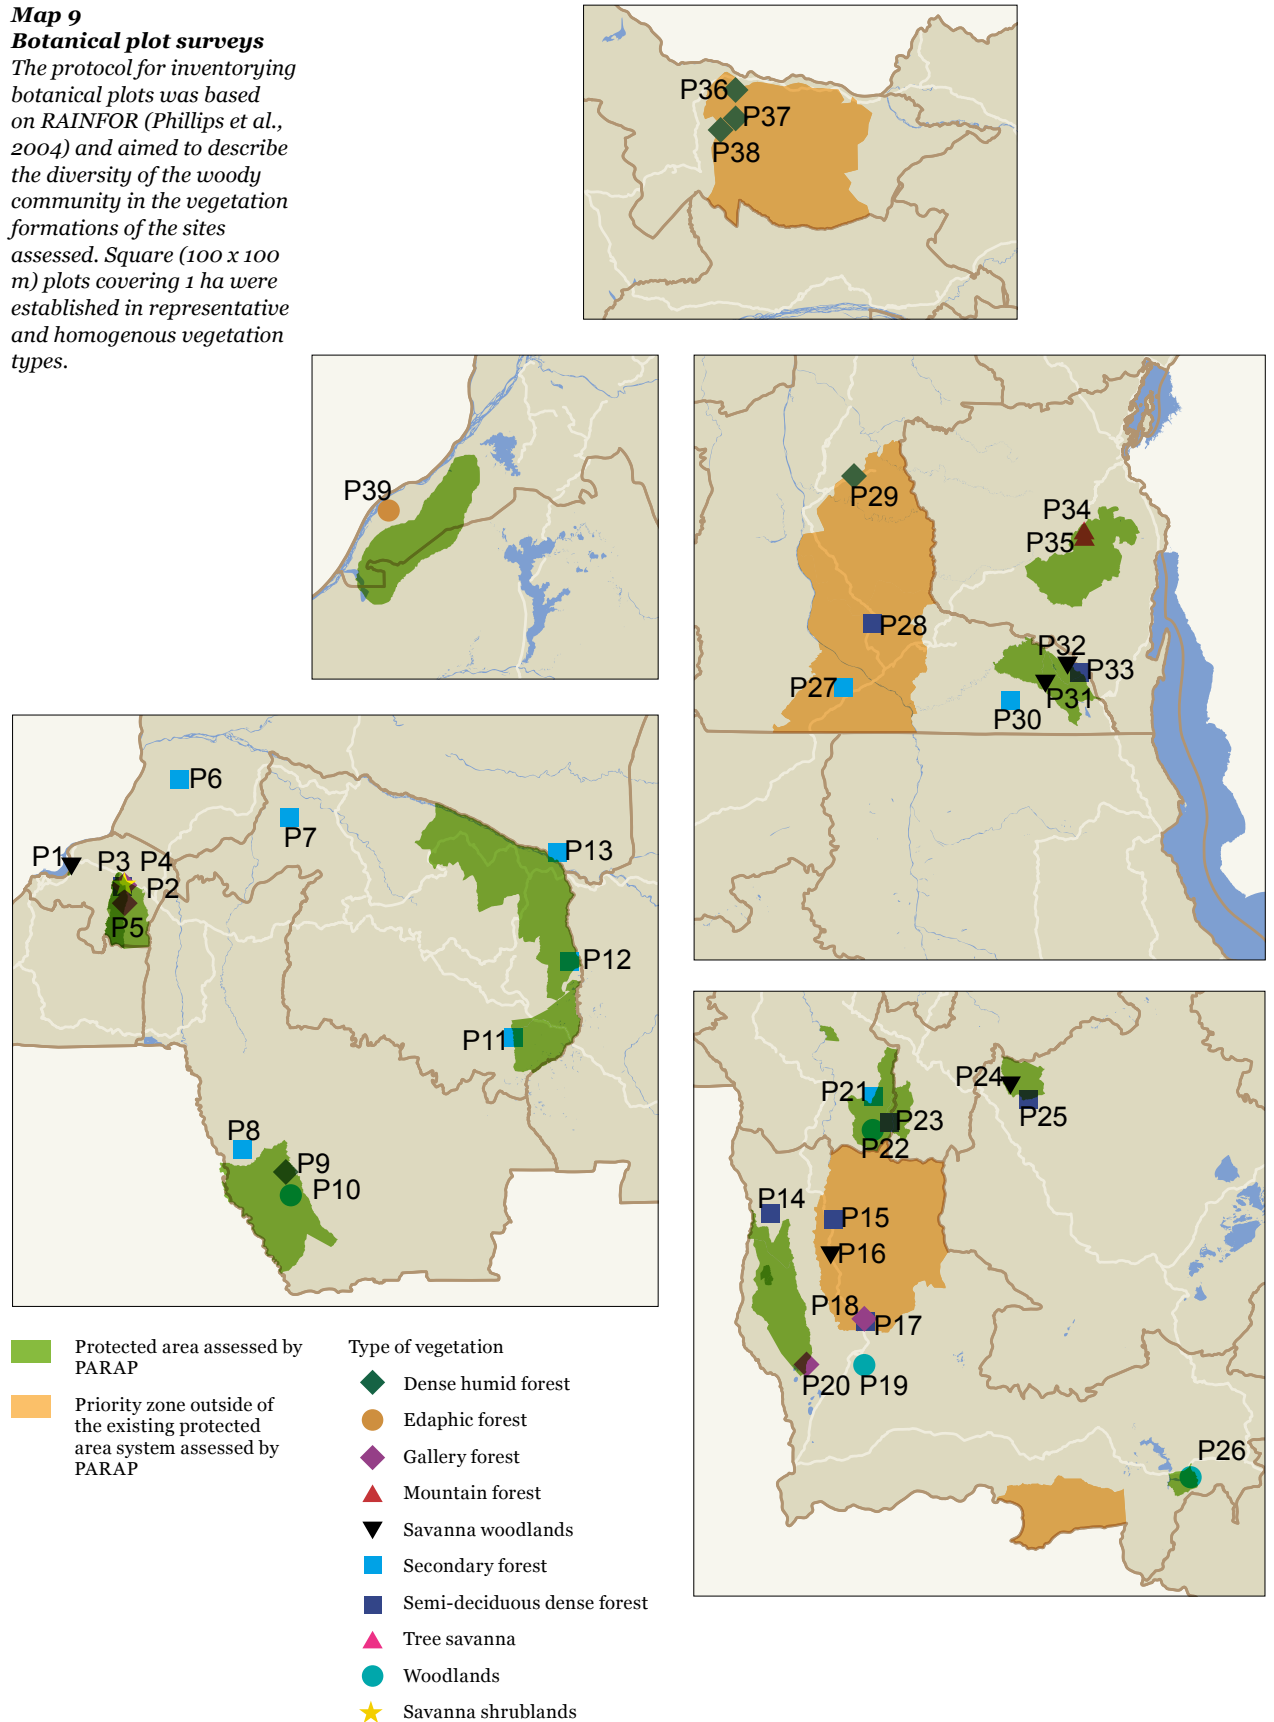 Map 9
Botanical plot surveys
The protocol for inventorying
botanical plots was based
on RAINFOR (Phillips et al.,
2004) and aimed to describe
the diversity of the woody
community in the vegetation
formations of the sites
assessed. Square (100 x 100
m) plots covering 1 ha were
established in representative
and homogenous vegetation
types.
P36
P37
P38
P39
P29
P34
P35
P28
P32
P33
P27
P31
P30
P6
P7
P1
P3
P4
P2
P5
P13
P12
P11
P8
P9
P10
P24
P21
P25
P23
P22
P14
P15
P16
P18
P17
P20
P19
P26
Protected area assessed by
PARAP
Priority zone outside of
the existing protected
area system assessed by
PARAP
Type of vegetation
Dense humid forest
Edaphic forest
Gallery forest
Mountain forest
Savanna woodlands
Secondary forest
Semi-deciduous dense forest
Tree savanna
Woodlands
Savanna shrublands